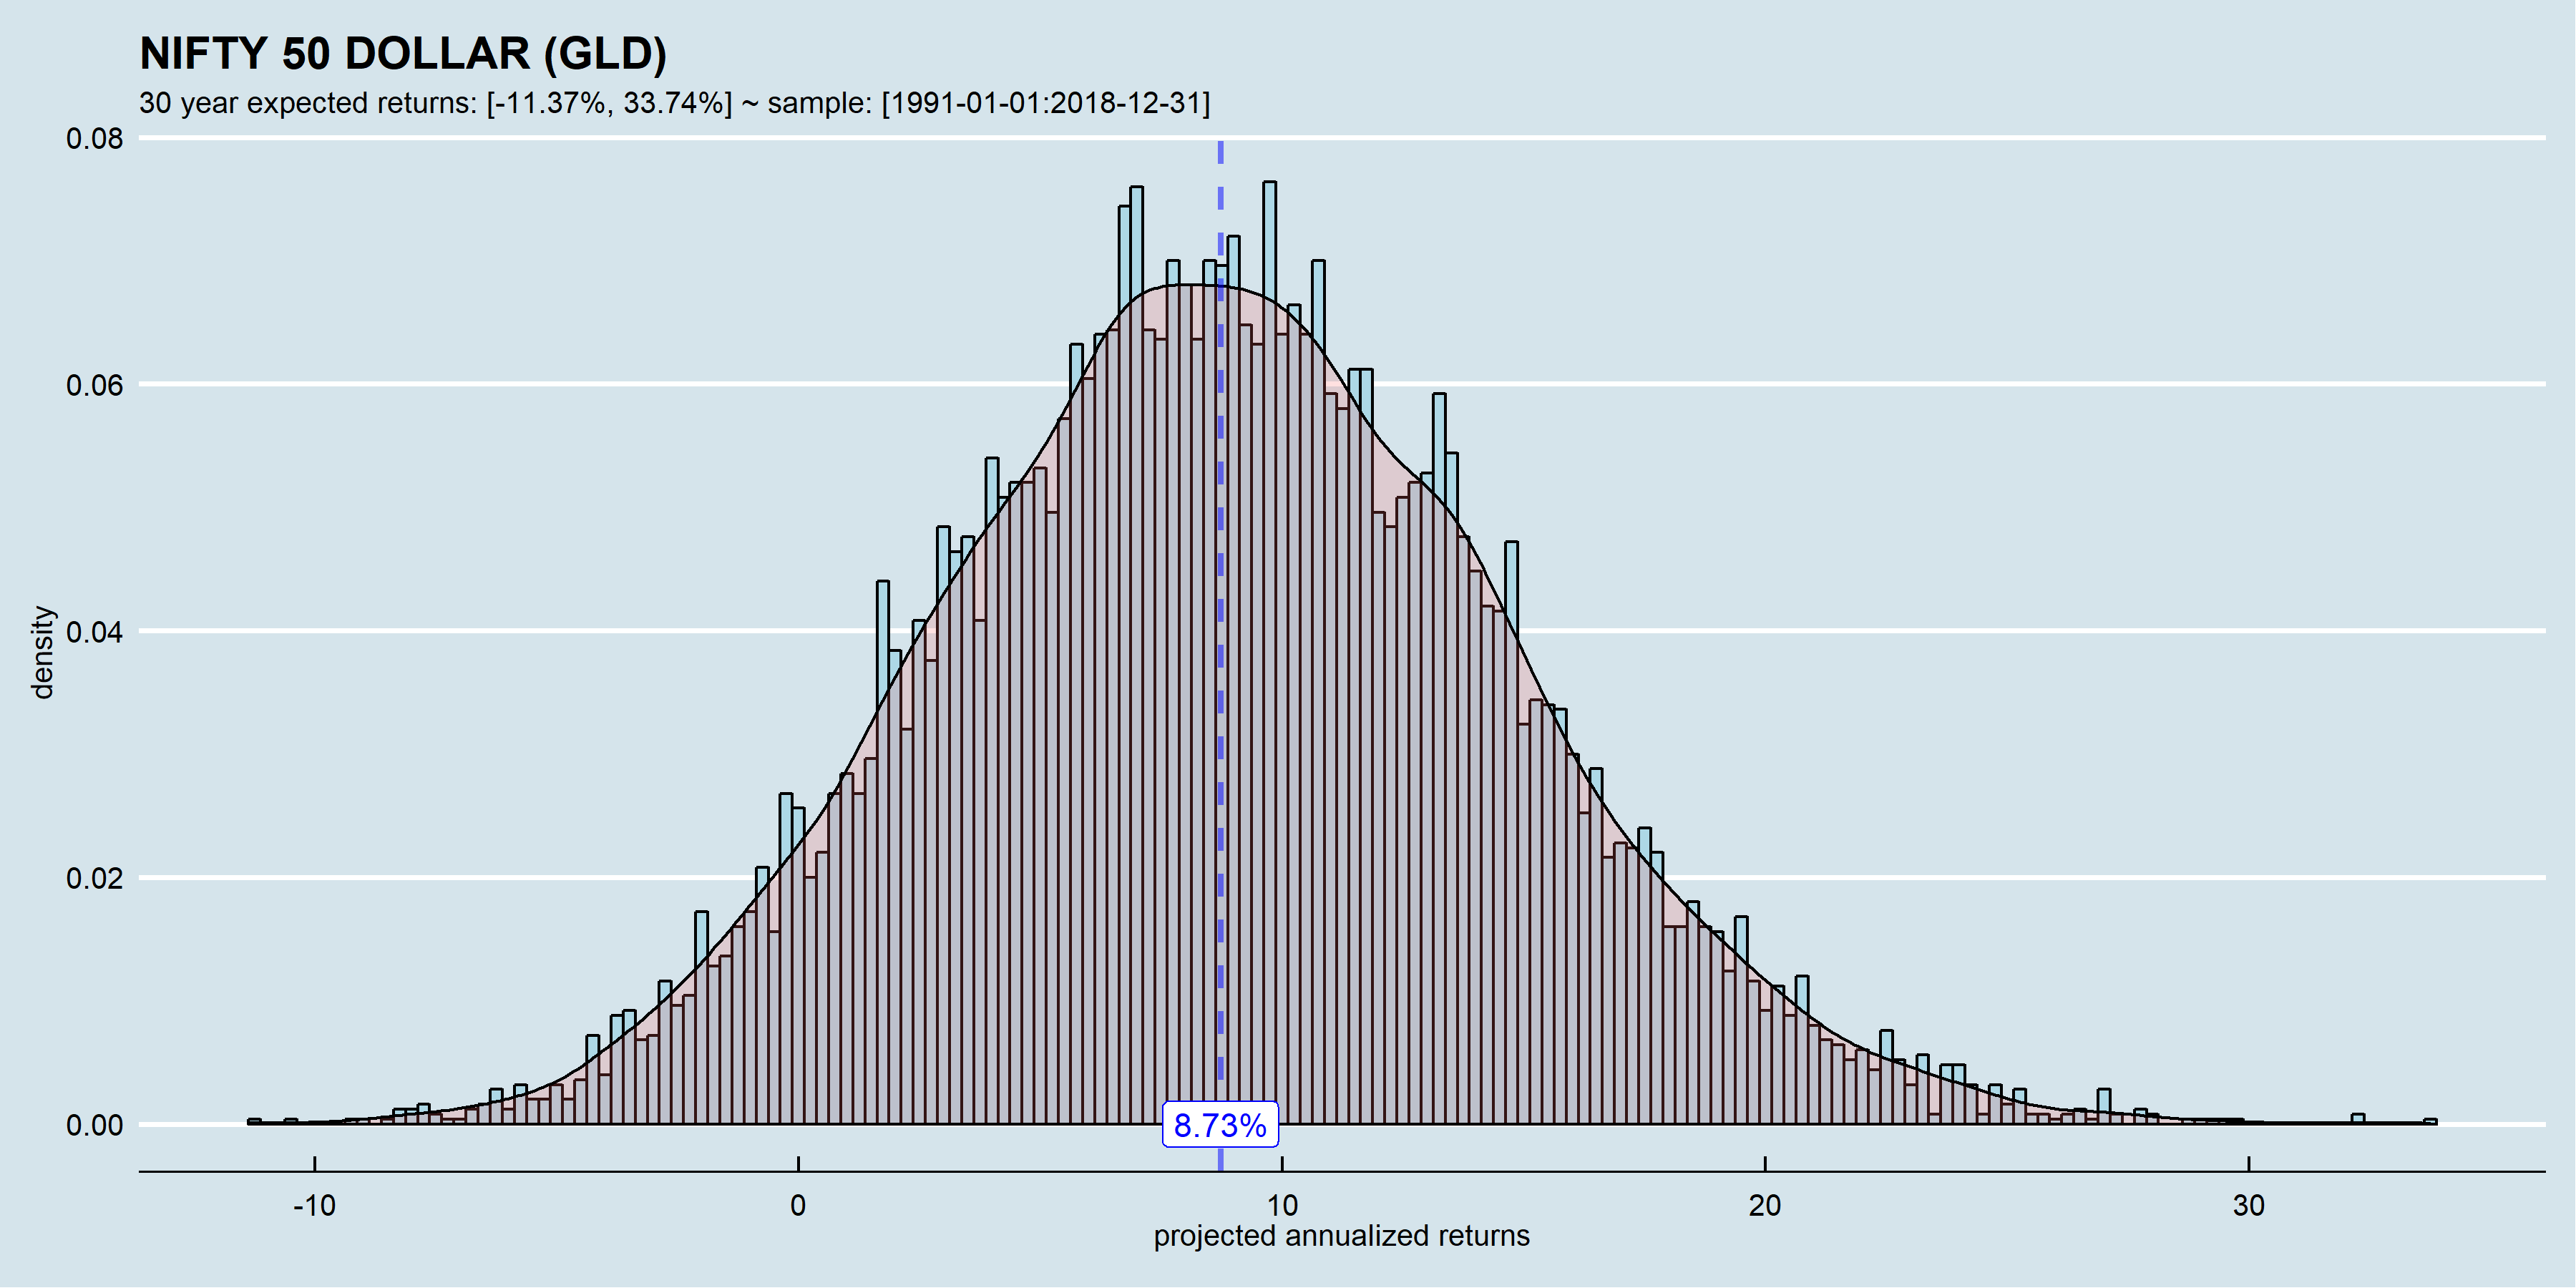 NIFTY 50 DOLLAR (GLD)
30 year expected returns: [-11.37%, 33.74%] ~ sample: [1991-01-01:2018-12-31]
0.08
0.06
0.04
0.02
0.00
density
8.73%
-10
0
10
20
30
projected annualized returns